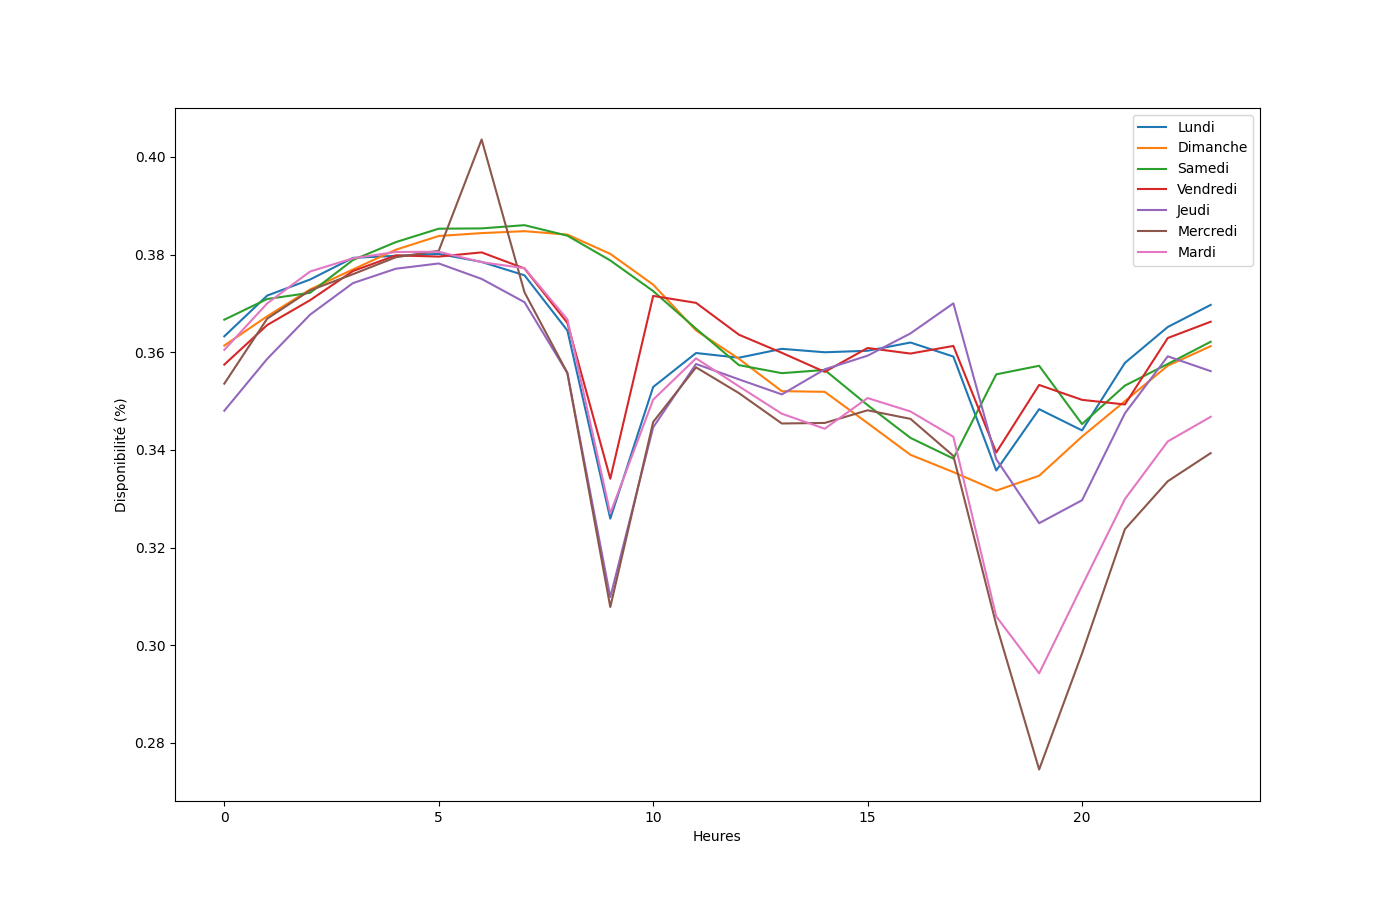 Lundi
Dimanche
Samedi
Vendredi
Jeudi
Mercredi
Mardi
0.40
0.38
0.36
0.34
0.32
0.30
0.28
Disponibilité (%)
0 5 10 15 20
Heures